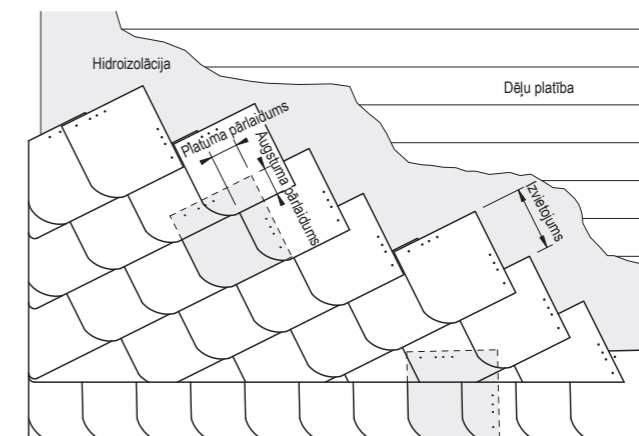 Hidroizolācija
Dēļu platība
Platuma pārlaidums
Augstuma pārlaidums
Izvietojums